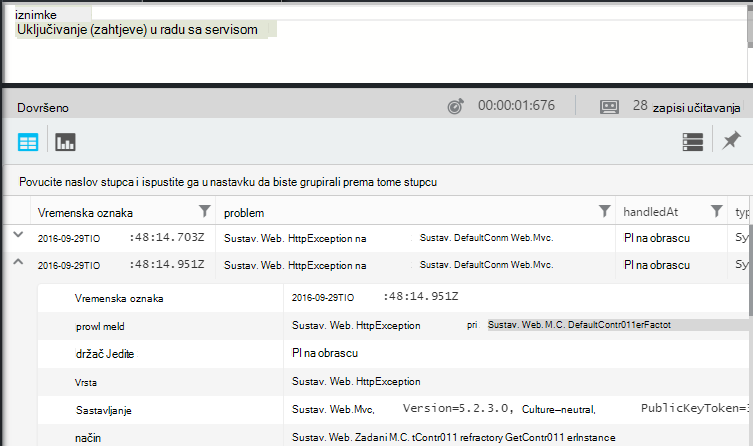 iznimke
Uključivanje (zahtjeve) u radu sa servisom
Dovršeno 00:00:01:676 28 zapisi učitavanja
Povucite naslov stupca i ispustite ga u nastavku da biste grupirali prema tome stupcu
Vremenska oznaka problem handledAt typ
2016-09-29TIO :48:14.703Z Sustav. Web. HttpException na Sustav. DefaultConm Web.Mvc. Pl na obrascu Sy
2016-09-29TIO :48:14.951Z Sustav. Web. HttpException na Sustav. DefaultConm Web.Mvc. Pl na obrascu Sy
Vremenska oznaka 2016-09-29TIO :48:14.951Z
prowl meld Sustav. Web. HttpException pri Sustav. Web. M.C. DefaultContr011erFactot
držač Jedite Pl na obrascu
Vrsta Sustav. Web. HttpException
Sastavljanje Sustav. Web.Mvc, Version=5.2.3.0, Culture—neutral, PublicKeyToken=3
način Sustav. Web. Zadani M.C. tContr011 refractory GetContr011 erInstance